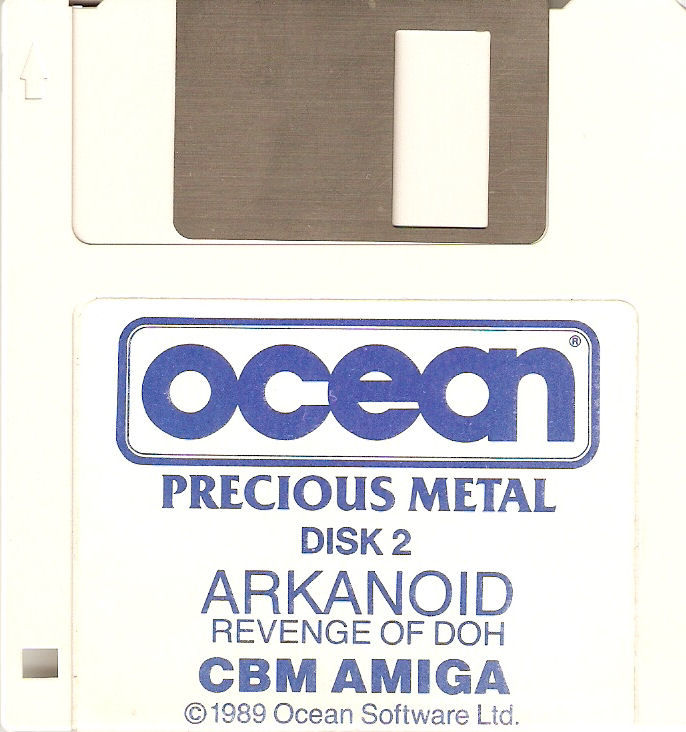 ocean®
PRECIOUS METAL
DISK 2
ARKANOID
REVENGE OF DOH
CBM AMIGA
©1989 Ocean Software Ltd.